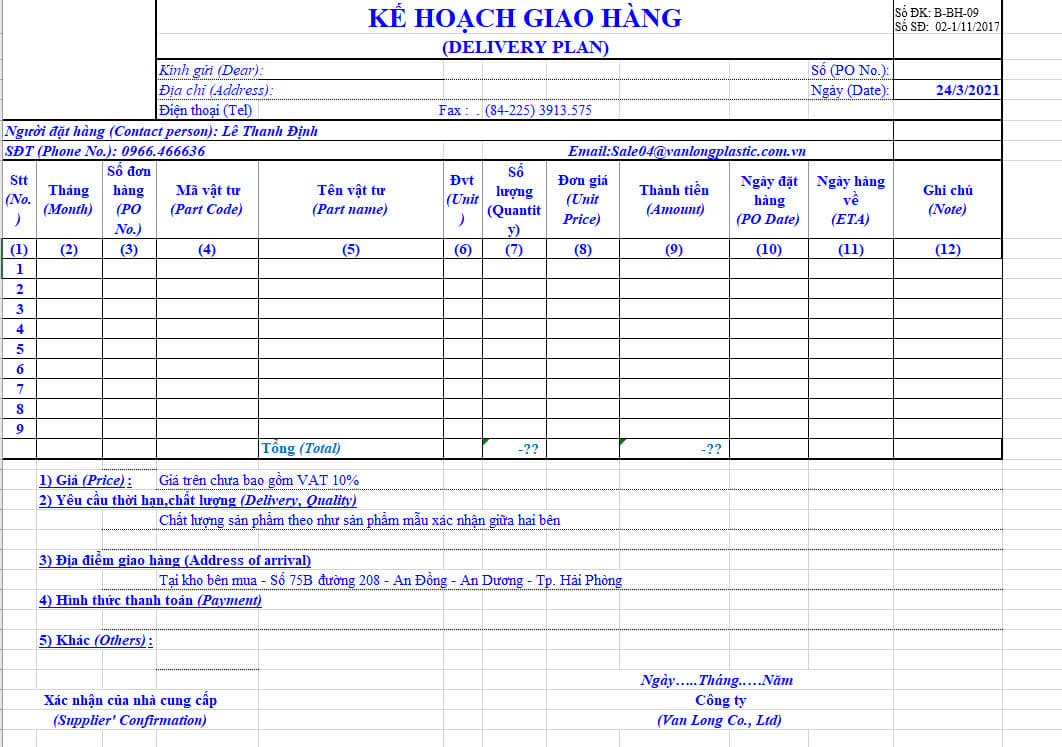 KẾ HOẠCH GIAO HÀNG
(DELIVERY PLAN)
Số ĐK: B-BH-09
Số SĐ: 02-1/11/2017
Kính gửi (Dear):
Số (PO No.):
Địa chỉ (Address):
Ngày (Date): 24/3/2021
Điện thoại (Tel) Fax : . (84-225) 3913.575
Người đặt hàng (Contact person): Lê Thanh Định
SĐT (Phone No.): 0966.466636 Email:Sale04@vanlongplastic.com.vn
Stt (No.)
Tháng (Month)
Số đơn hàng (PO No.)
Mã vật tư (Part Code)
Tên vật tư (Part name)
Đvt (Unit)
Số lượng (Quantity)
Đơn giá (Unit Price)
Thành tiền (Amount)
Ngày đặt hàng (PO Date)
Ngày hàng về (ETA)
Ghi chú (Note)
(1) (2) (3) (4) (5) (6) (7) (8) (9) (10) (11) (12)
1
2
3
4
5
6
7
8
9
Tổng (Total) -?? -??
1) Giá (Price) : Giá trên chưa bao gồm VAT 10%
2) Yêu cầu thời hạn,chất lượng (Delivery, Quality)
Chất lượng sản phẩm theo như sản phẩm mẫu xác nhận giữa hai bên
3) Địa điểm giao hàng (Address of arrival)
Tại kho bên mua - Số 75B đường 208 - An Đồng - An Dương - Tp. Hải Phòng
4) Hình thức thanh toán (Payment)
5) Khác (Others) :
Ngày…..Tháng.….Năm
Xác nhận của nhà cung cấp Công ty
(Supplier' Confirmation) (Van Long Co., Ltd)